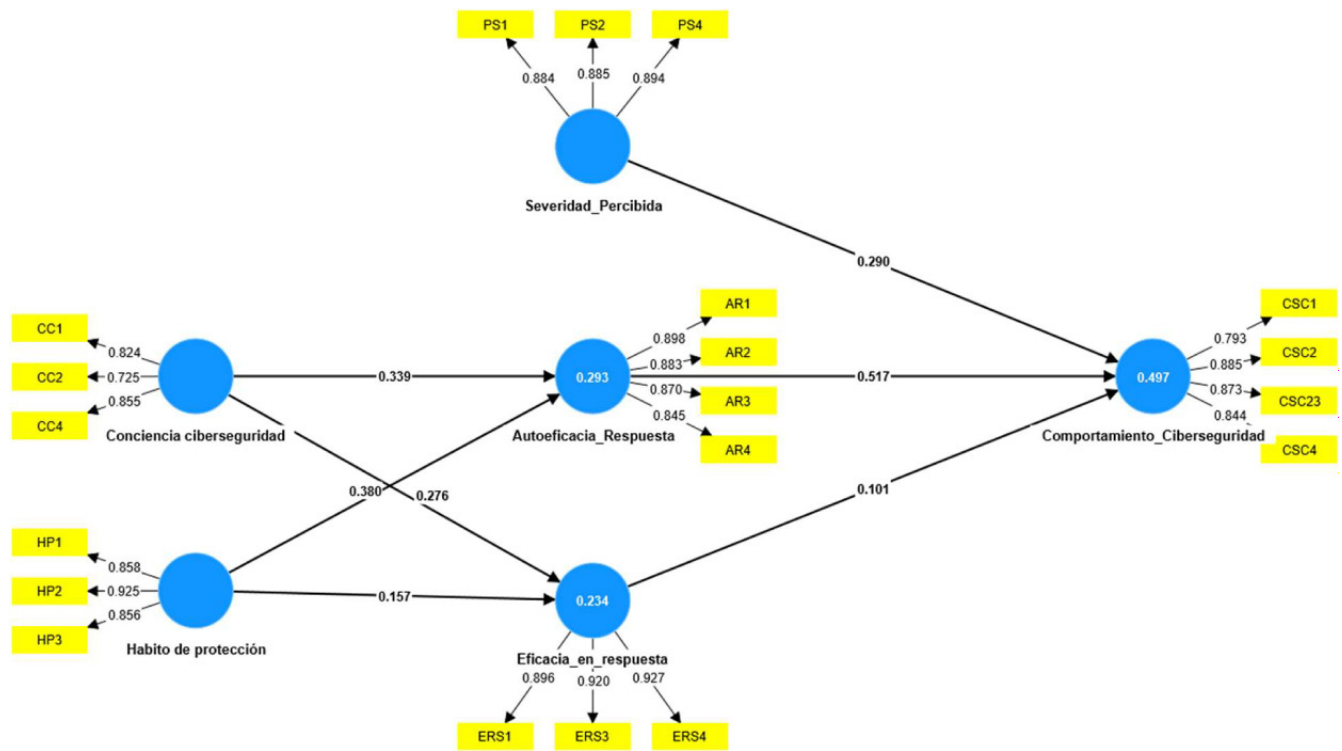 PS1 PS2 PS4
0.884 0.885 0.894
Severidad_Percibida
0.290
CC1
CC2
CC4
0.824
0.725
0.855
Conciencia ciberseguridad
0.339
0.293
Autoeficacia_Respuesta
0.898
0.883
0.870
0.845
AR1
AR2
AR3
AR4
0.517
0.497
Comportamiento_Ciberseguridad
0.793
0.885
0.873
0.844
CSC1
CSC2
CSC23
CSC4
0.380 0.276
0.101
HP1
HP2
HP3
0.858
0.925
0.856
Habito de protección
0.157
0.234
Eficacia_en_respuesta
0.896 0.920 0.927
ERS1 ERS3 ERS4